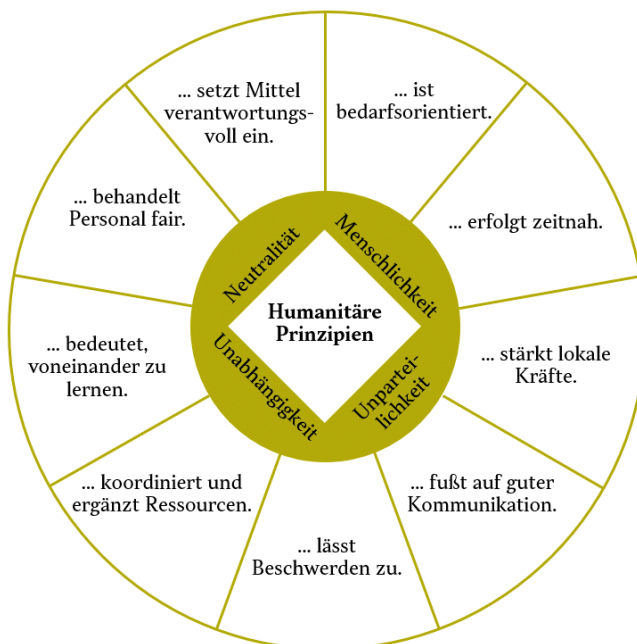 ... ist
bedarfsorientiert.
... erfolgt zeitnah.
... stärkt lokale
Kräfte.
... fußt auf guter
Kommunikation.
... lässt
Beschwerden zu.
... koordiniert und
ergänzt Ressourcen.
... bedeutet,
voneinander zu
lernen.
... behandelt
Personal fair.
... setzt Mittel
verantwortungs-
voll ein.
Neutralität
Menschlichkeit
Humanitäre
Prinzipien
Unabhängigkeit
Unpartei-
lichkeit